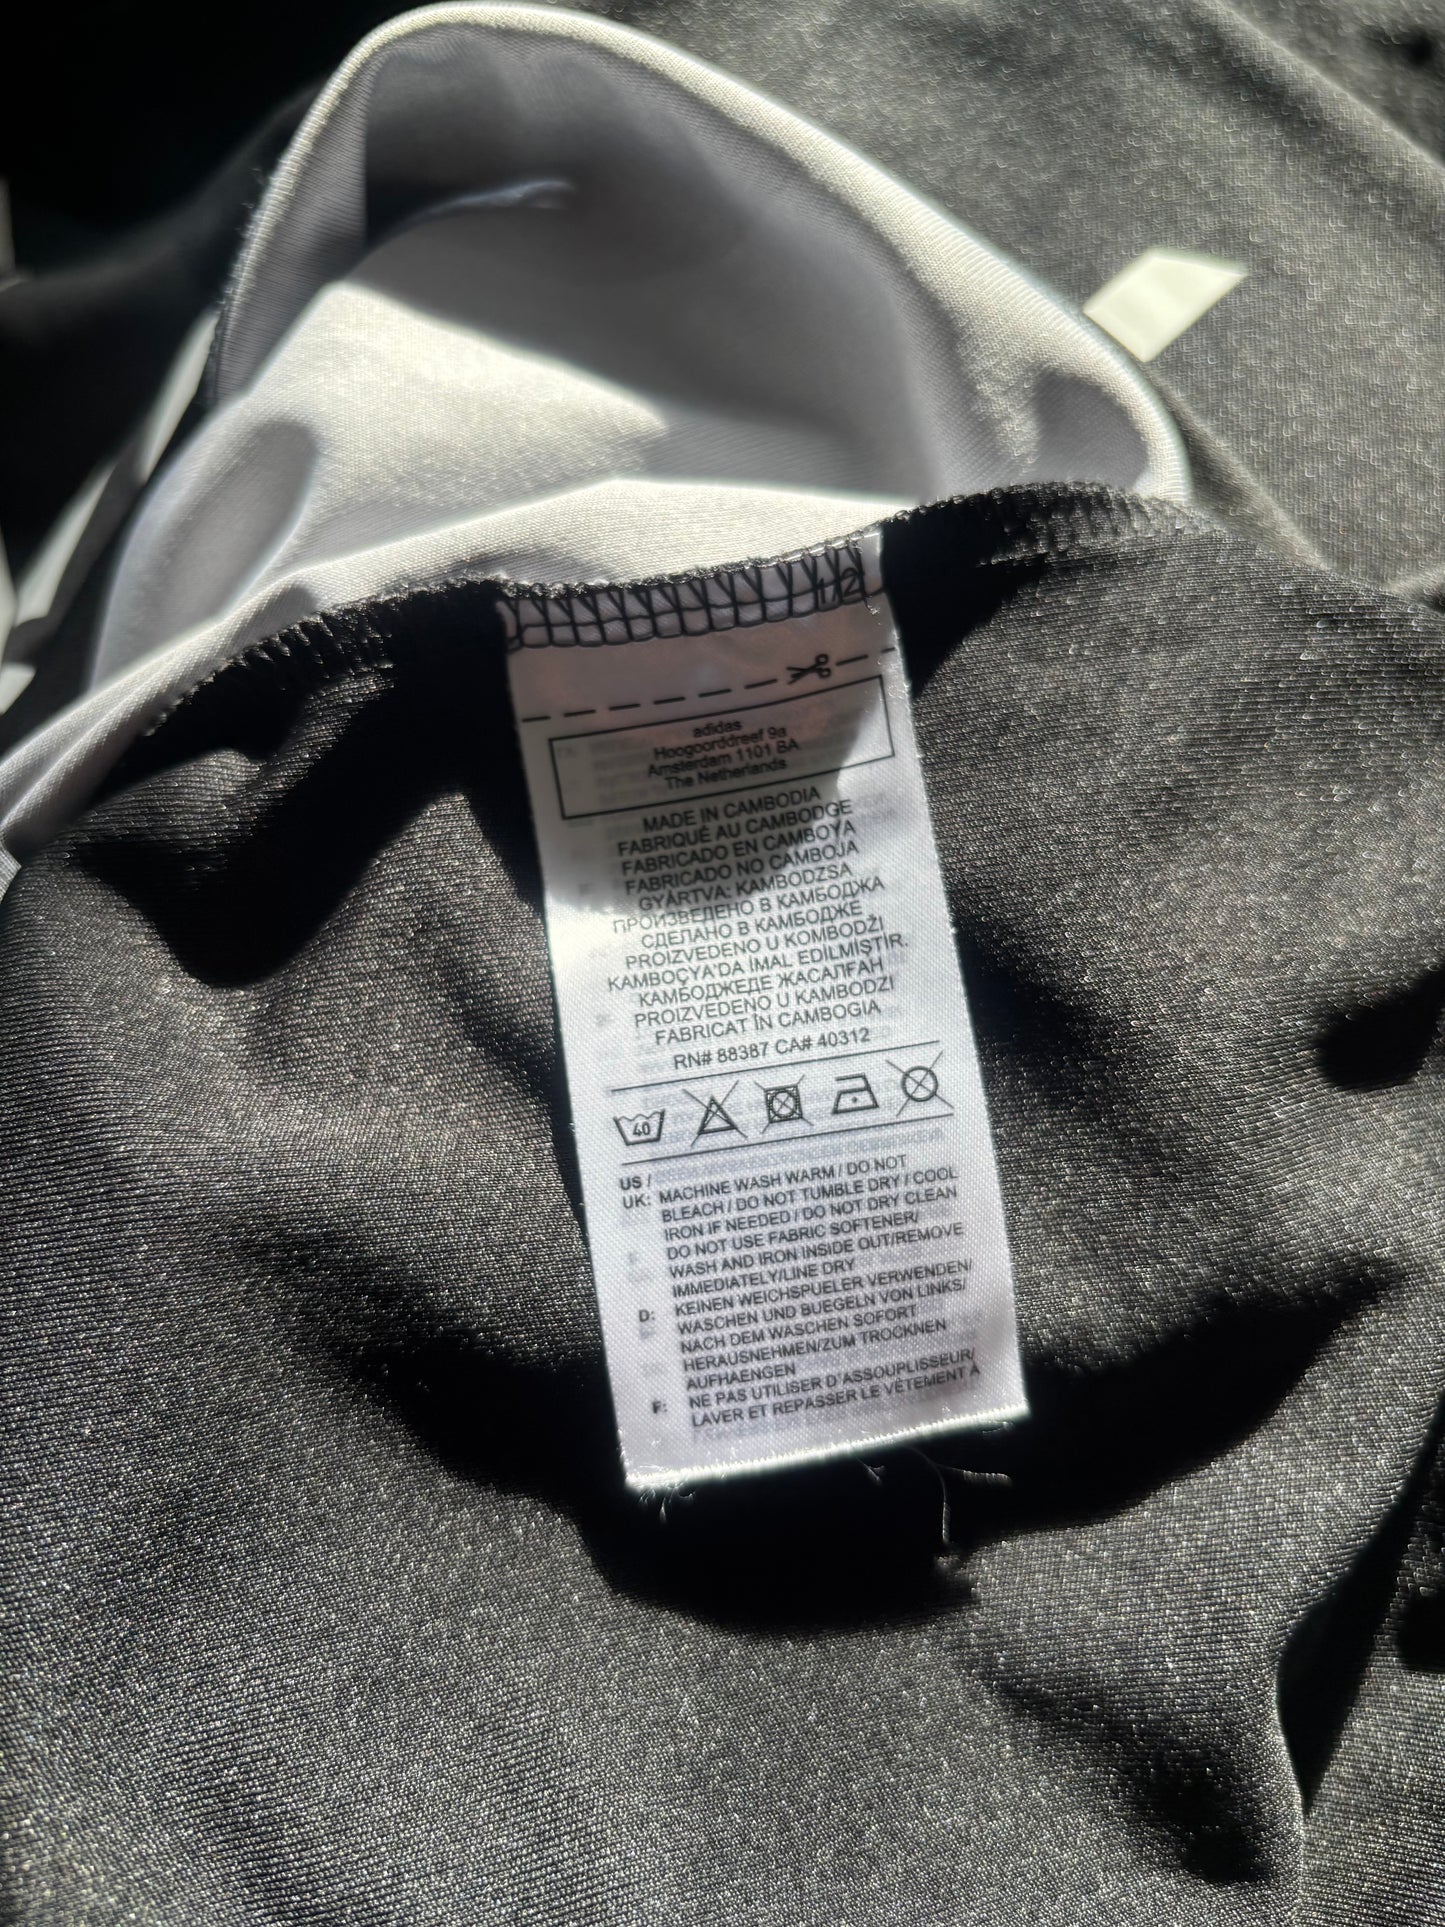 1/2
adidas
Hoogoorddreef 9a
Amsterdam 1101 BA
The Netherlands
MADE IN CAMBODIA
FABRIQUÉ AU CAMBODGE
FABRICADO EN CAMBOYA
FABRICADO NO CAMBOJA
GYÁRTVA: KAMBODZSA
ПРОИЗВЕДЕНО В КАМБОДЖА
СДЕЛАНО В КАМБОДЖЕ
PROIZVEDENO U KOMBODŽI
KAMBOÇYA'DA İMAL EDİLMİŞTİR.
КАМБОДЖЕДЕ ЖАСАЛҒАН
PROIZVEDENO U KAMBODZI
FABRICAT ÎN CAMBOGIA
RN# 88387 CA# 40312
40
US /
UK: MACHINE WASH WARM / DO NOT
BLEACH / DO NOT TUMBLE DRY / COOL
IRON IF NEEDED / DO NOT DRY CLEAN
DO NOT USE FABRIC SOFTENER/
WASH AND IRON INSIDE OUT/REMOVE
IMMEDIATELY/LINE DRY
D: KEINEN WEICHSPUELER VERWENDEN/
WASCHEN UND BUEGELN VON LINKS/
NACH DEM WASCHEN SOFORT
HERAUSNEHMEN/ZUM TROCKNEN
AUFHAENGEN
F: NE PAS UTILISER D'ASSOUPLISSEUR/
LAVER ET REPASSER LE VÊTEMENT À